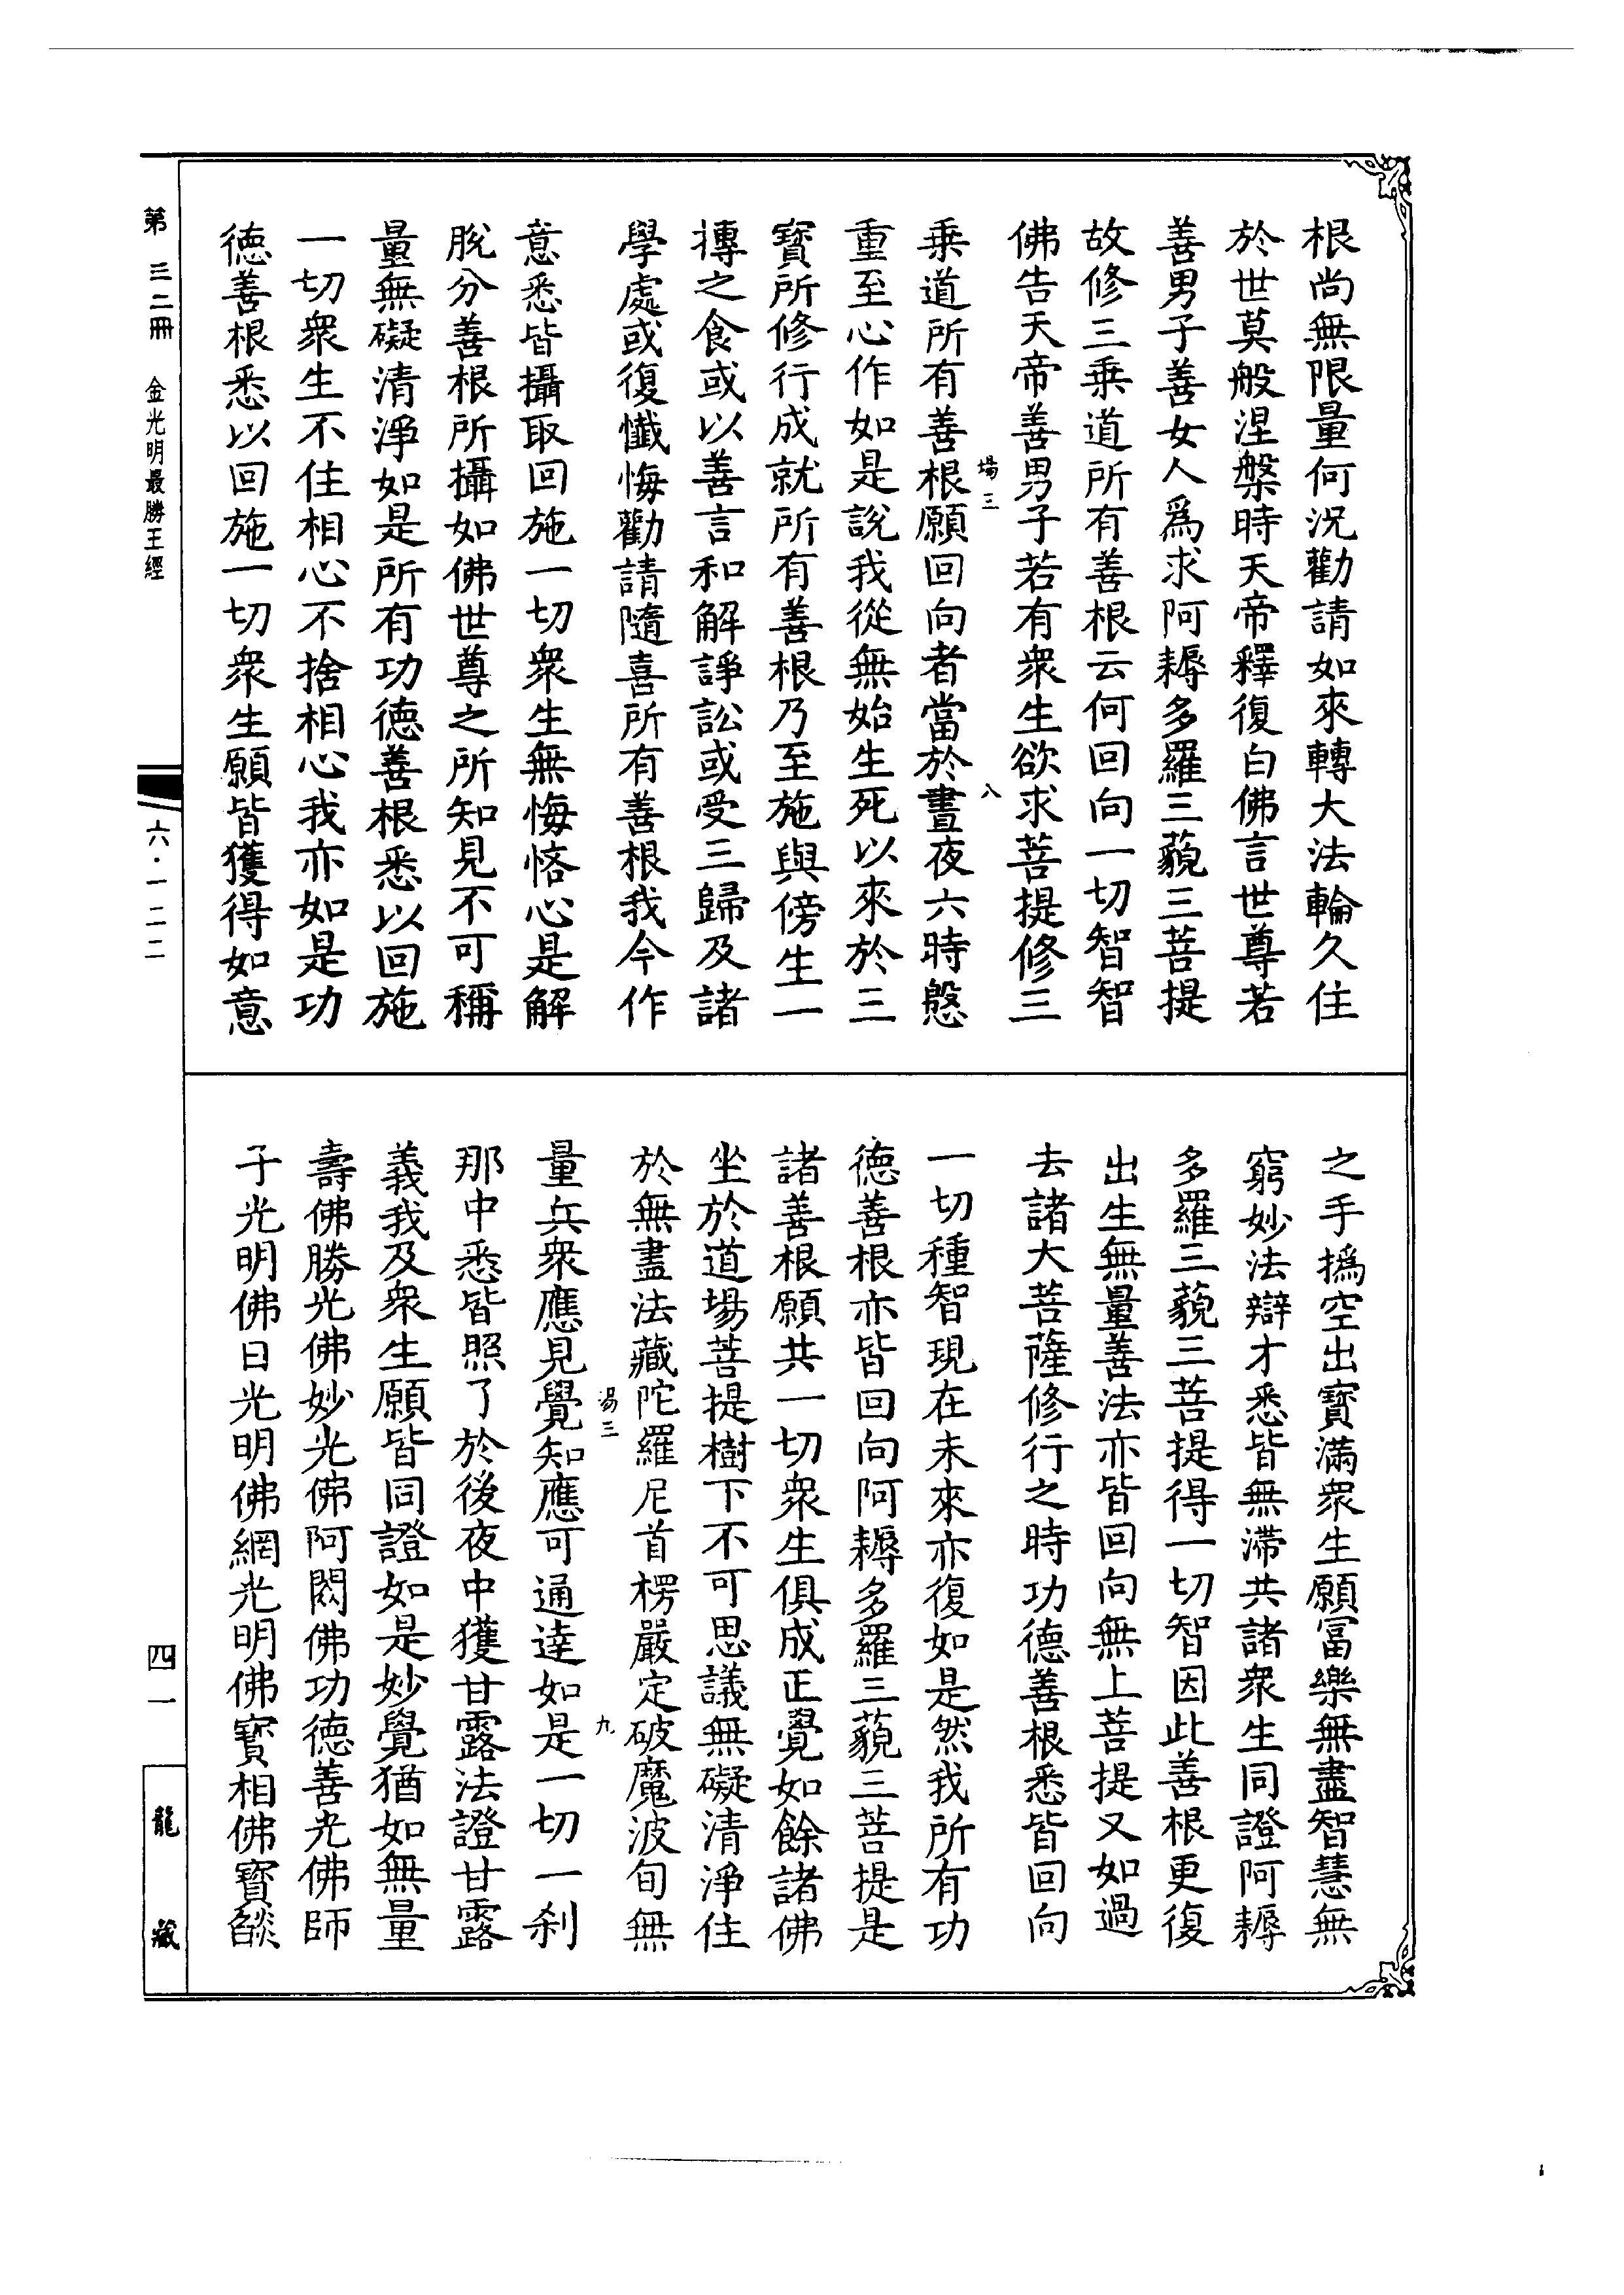 根尚無限量何況勸請如來轉大法輪久住
於世莫般涅槃時天帝釋復白佛言世尊若
善男子善女人爲求阿耨多羅三藐三菩提
故修三乘道所有善根云何回向一切智智
佛告天帝善男子若有衆生欲求菩提修三
場三 八
乘道所有善根願回向者當於晝夜六時慇
重至心作如是說我從無始生死以來於三
寳所修行成就所有善根乃至施與傍生一
摶之食或以善言和解諍訟或受三歸及諸
學處或復懺悔勸請隨喜所有善根我今作
意悉皆攝取回施一切衆生無悔悋心是解
脫分善根所攝如佛世尊之所知見不可稱
量無礙清淨如是所有功德善根悉以回施
一切衆生不住相心不捨相心我亦如是功
德善根悉以回施一切衆生願皆獲得如意
之手撝空出寳滿衆生願富樂無盡智慧無
窮妙法辯才悉皆無滯共諸衆生同證阿耨
多羅三藐三菩提得一切智因此善根更復
出生無量善法亦皆回向無上菩提又如過
去諸大菩薩修行之時功德善根悉皆回向
一切種智現在未來亦復如是然我所有功
德善根亦皆回向阿耨多羅三藐三菩提是
諸善根願共一切衆生俱成正覺如餘諸佛
坐於道場菩提樹下不可思議無礙清淨住
於無盡法藏陀羅尼首楞嚴定破魔波旬無
場三 九
量兵衆應見覺知應可通達如是一切一刹
那中悉皆照了於後夜中獲甘露法證甘露
義我及衆生願皆同證如是妙覺猶如無量
壽佛勝光佛妙光佛阿閦佛功德善光佛師
子光明佛日光明佛網光明佛寳相佛寳燄
第三二冊 金光明最勝王經
六·一二二
四一
龍藏